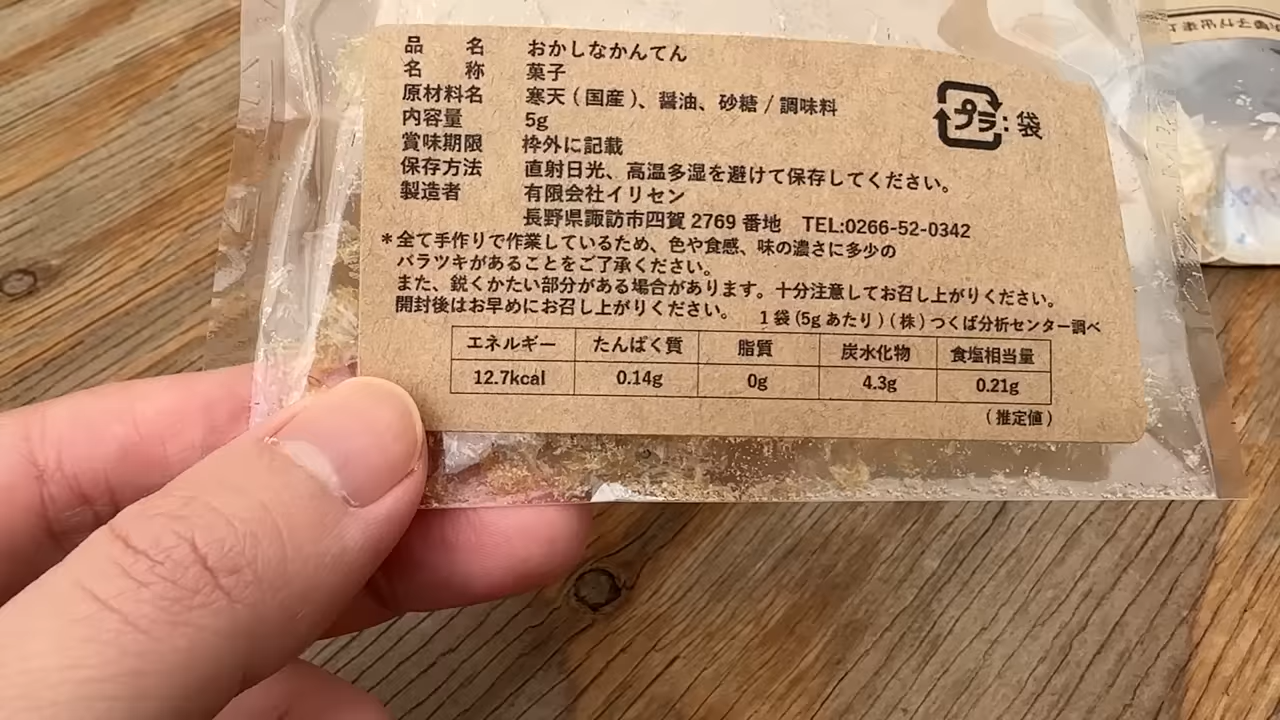 品　　名　おかしなかんてん
名　　称　菓子
原材料名　寒天(国産)、醤油、砂糖/調味料
内容量　5g
賞味期限　枠外に記載
保存方法　直射日光、高温多湿を避けて保存してください。
製造者　有限会社イリセン
長野県諏訪市四賀 2769 番地　TEL:0266-52-0342
プラ:袋
＊全て手作りで作業しているため、色や食感、味の濃さに多少の
バラツキがあることをご了承ください。
また、鋭くかたい部分がある場合があります。十分注意してお召し上がりください。
開封後はお早めにお召し上がりください。
1袋(5gあたり)(株)つくば分析センター調べ
エネルギー　たんぱく質　脂質　炭水化物　食塩相当量
12.7kcal　0.14g　0g　4.3g　0.21g
(推定値)